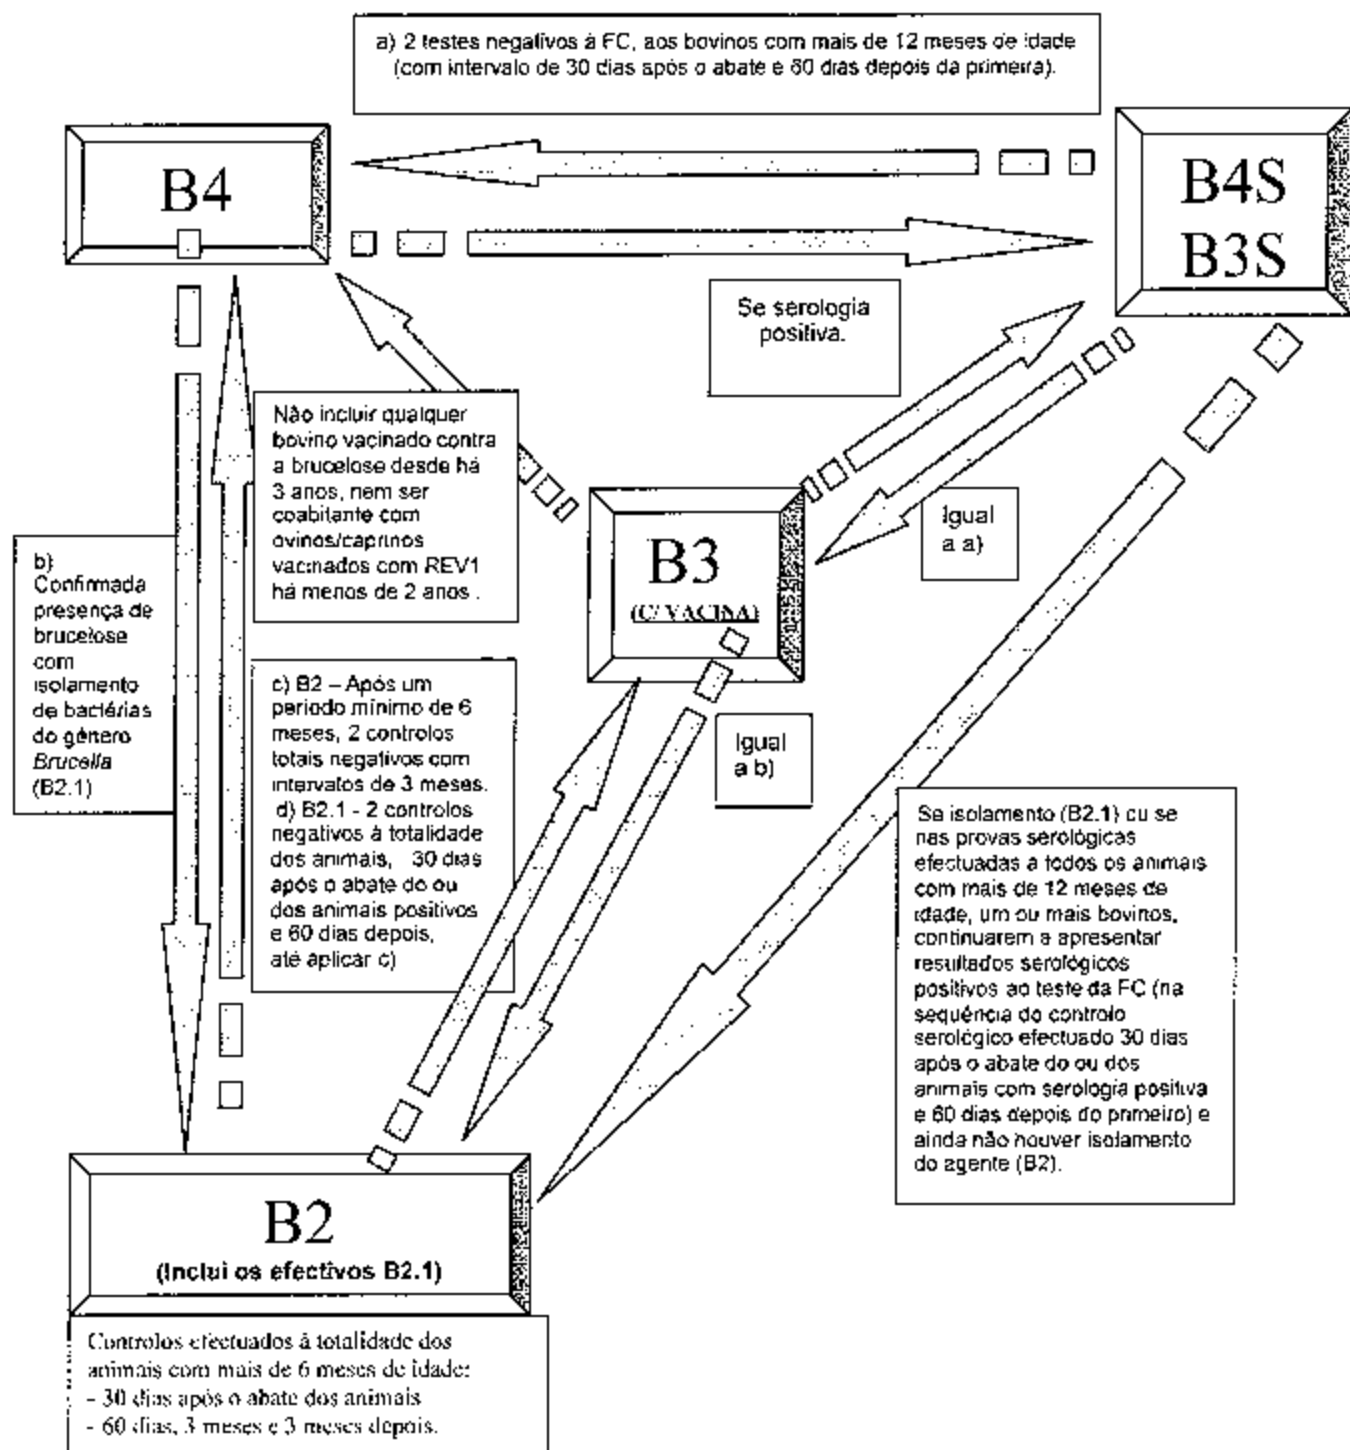 a) 2 testes negativos à FC, aos bovinos com mais de 12 meses de idade
(com intervalo de 30 dias após o abate e 60 dias depois da primeira).
B4
B4S
B3S
Se serologia
positiva.
Não incluir qualquer
bovino vacinado contra
a brucelose desde há
3 anos, nem ser
coabitante com
ovinos/caprinos
vacinados com REV1
há menos de 2 anos .
B3
(C/ VACINA)
Igual
a a)
b)
Confirmada
presença de
brucelose
com
isolamento
de bactérias
do género
Brucella
(B2.1)
c) B2 – Após um
período mínimo de 6
meses, 2 controlos
totais negativos com
intervalos de 3 meses.
d) B2.1 - 2 controlos
negativos à totalidade
dos animais, 30 dias
após o abate do ou
dos animais positivos
e 60 dias depois,
até aplicar c)
Igual
a b)
Se isolamento (B2.1) ou se
nas provas serológicas
efectuadas a todos os animais
com mais de 12 meses de
idade, um ou mais bovinos,
continuarem a apresentar
resultados serológicos
positivos ao teste da FC (na
sequência do controlo
serológico efectuado 30 dias
após o abate do ou dos
animais com serologia positiva
e 60 dias depois do primeiro) e
ainda não houver isolamento
do agente (B2).
B2
(Inclui os efectivos B2.1)
Controlos efectuados à totalidade dos
animais com mais de 6 meses de idade:
- 30 dias após o abate dos animais
- 60 dias, 3 meses e 3 meses depois.